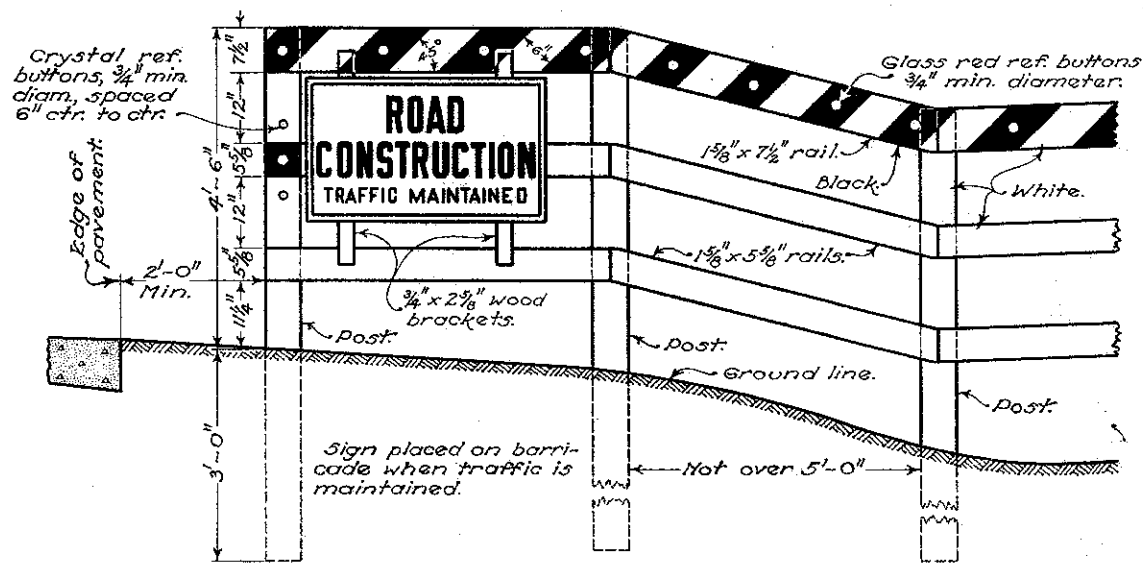 Crystal ref.
buttons, 3/4" min.
diam., spaced
6" ctr. to ctr.
7 1/2"
12"
5 5/8"
12"
5 5/8"
11 1/4"
4'-6"
3'-0"
45°
6"
Glass red ref. buttons
3/4" min. diameter.
ROAD
CONSTRUCTION
TRAFFIC MAINTAINED
1 5/8" x 7 1/2" rail.
Black.
White.
Edge of
pavement.
2'-0"
Min.
1 5/8" x 5 5/8" rails.
3/4" x 2 5/8" wood
brackets.
Post.
Post.
Post.
Ground line.
Sign placed on barri-
cade when traffic is
maintained.
Not over 5'-0"